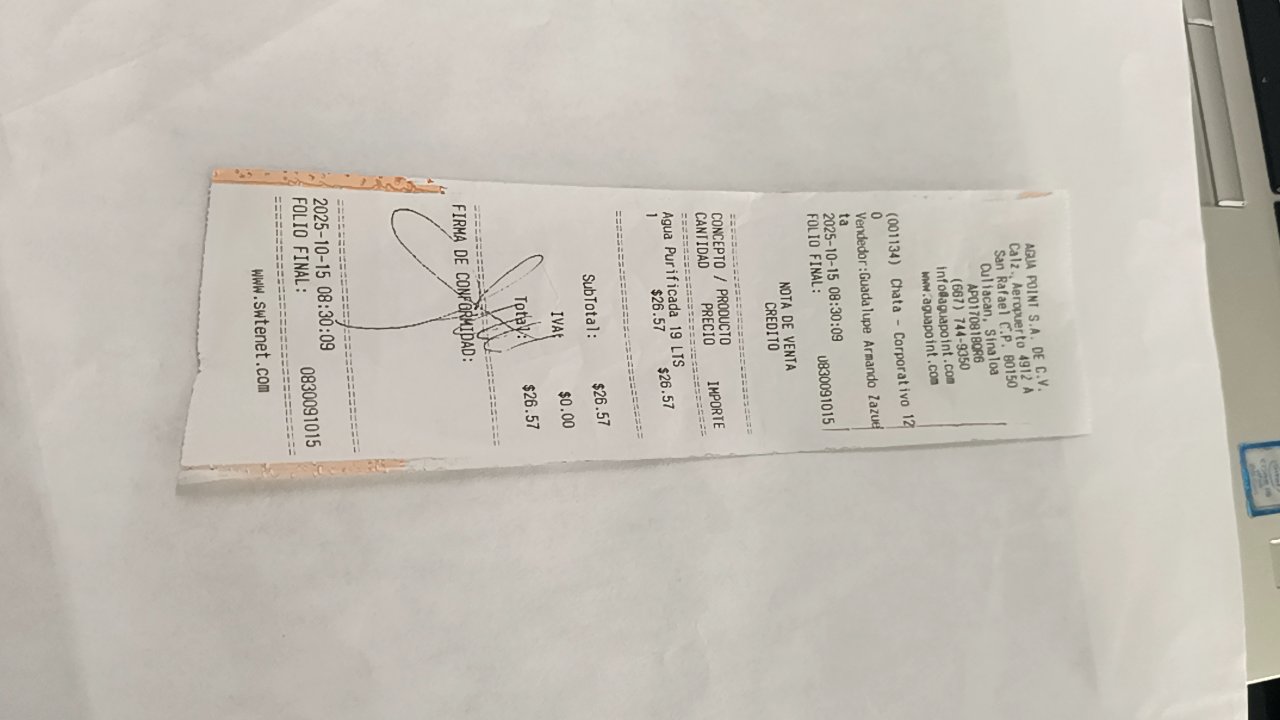 AGUA POINT S.A. DE C.V.
Calz. Aeropuerto 4912 A
San Rafael C.P. 80150
Culiacan, Sinaloa
APO170818QR6
(667) 744-9350
info@aguapoint.com
www.aguapoint.com
(001134) Chata - Corporativo 12
0
Vendedor:Guadalupe Armando Zazue
ta
2025-10-15 08:30:09
FOLIO FINAL: 0830091015
NOTA DE VENTA
CREDITO
CONCEPTO / PRODUCTO
CANTIDAD PRECIO IMPORTE
Agua Purificada 19 LTS
1 $26.57 $26.57
SubTotal: $26.57
IVA: $0.00
Total: $26.57
FIRMA DE CONFORMIDAD:
2025-10-15 08:30:09
FOLIO FINAL: 0830091015
www.swtenet.com